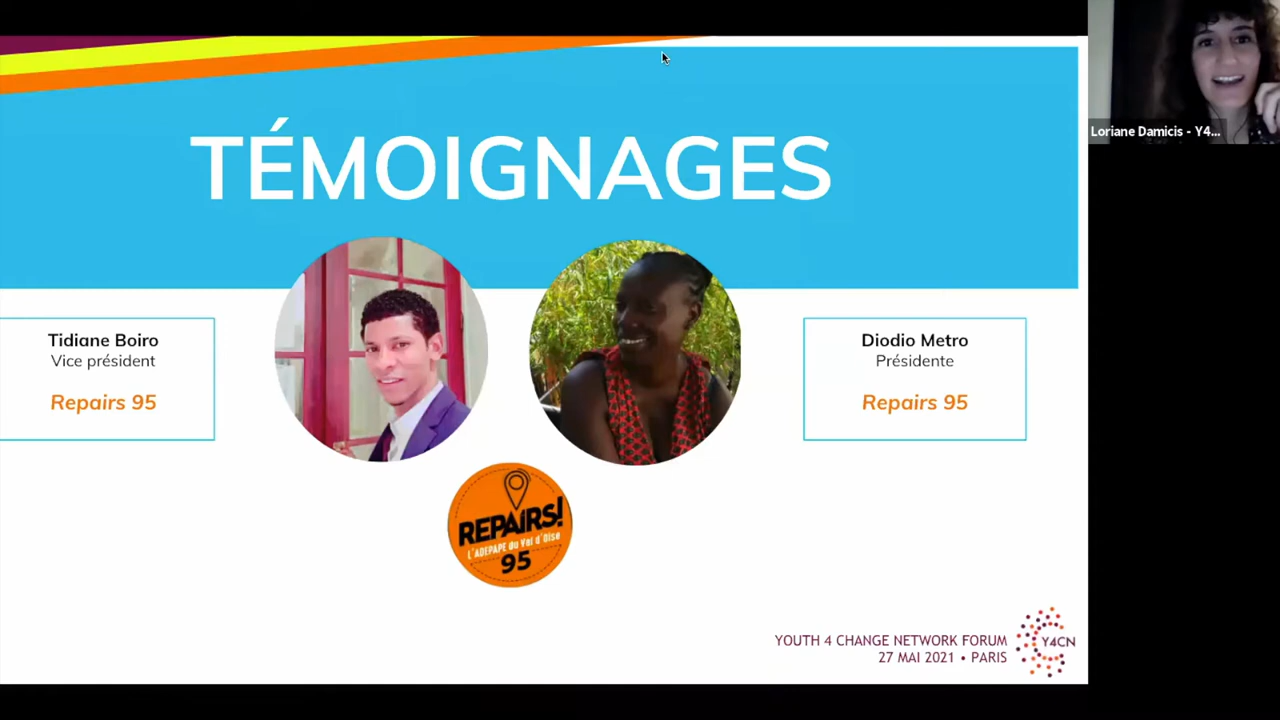 TÉMOIGNAGES
Loriane Damicis - Y4...
Tidiane Boiro
Vice président
Repairs 95
Diodio Metro
Présidente
Repairs 95
REPAIRS!
L'ADEPAPE du Val d'Oise
95
YOUTH 4 CHANGE NETWORK FORUM
27 MAI 2021 • PARIS
Y4CN